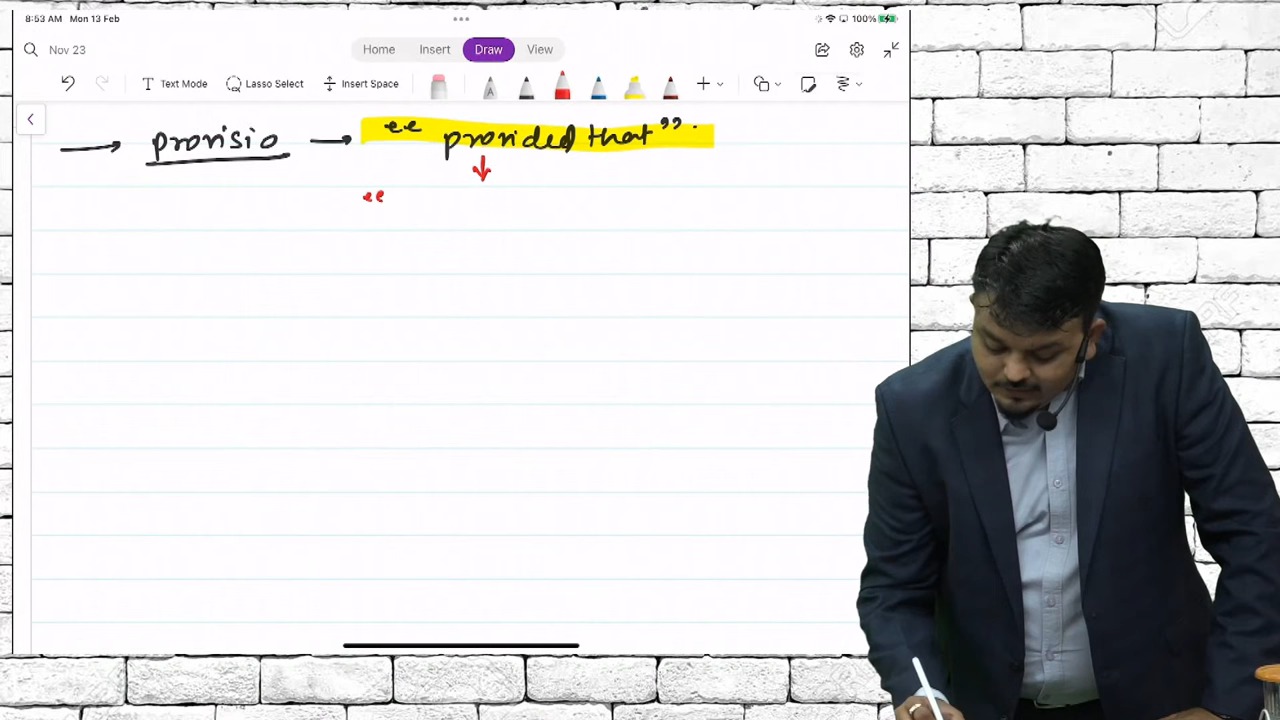 8:53 AM Mon 13 Feb 100%
Nov 23 Home Insert Draw View
Text Mode Lasso Select Insert Space
→ provisio → “ provided that ” .
↓
“